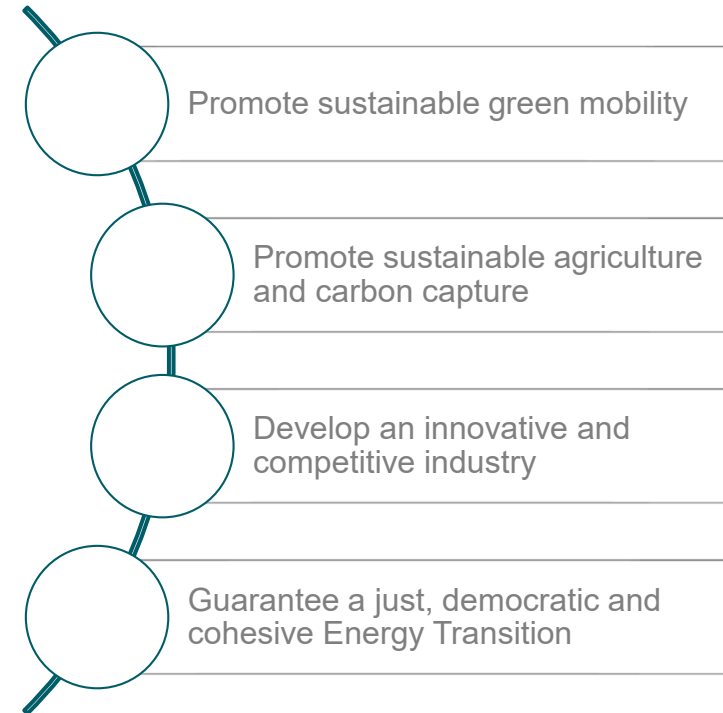 Promote sustainable green mobility
Promote sustainable agriculture
and carbon capture
Develop an innovative and
competitive industry
Guarantee a just, democratic and
cohesive Energy Transition